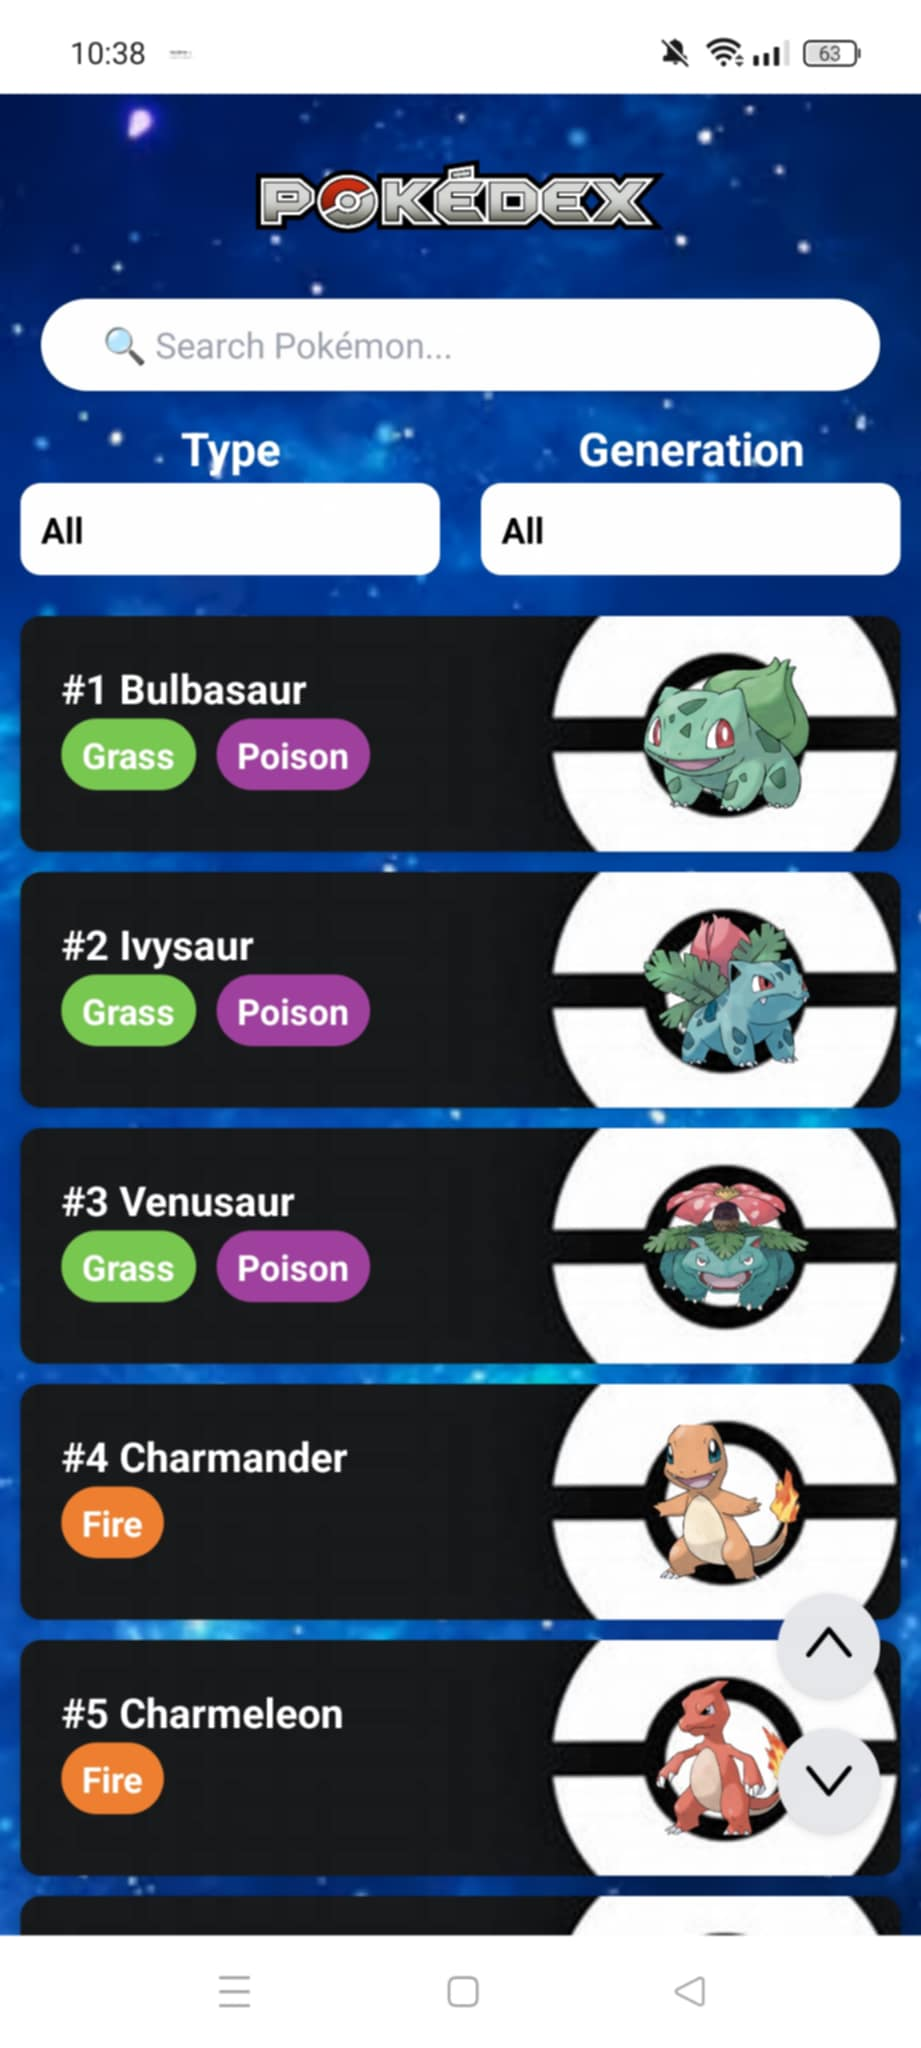 10:38
63
POKÉDEX
Search Pokémon...
Type Generation
All All
#1 Bulbasaur
Grass Poison
#2 Ivysaur
Grass Poison
#3 Venusaur
Grass Poison
#4 Charmander
Fire
#5 Charmeleon
Fire